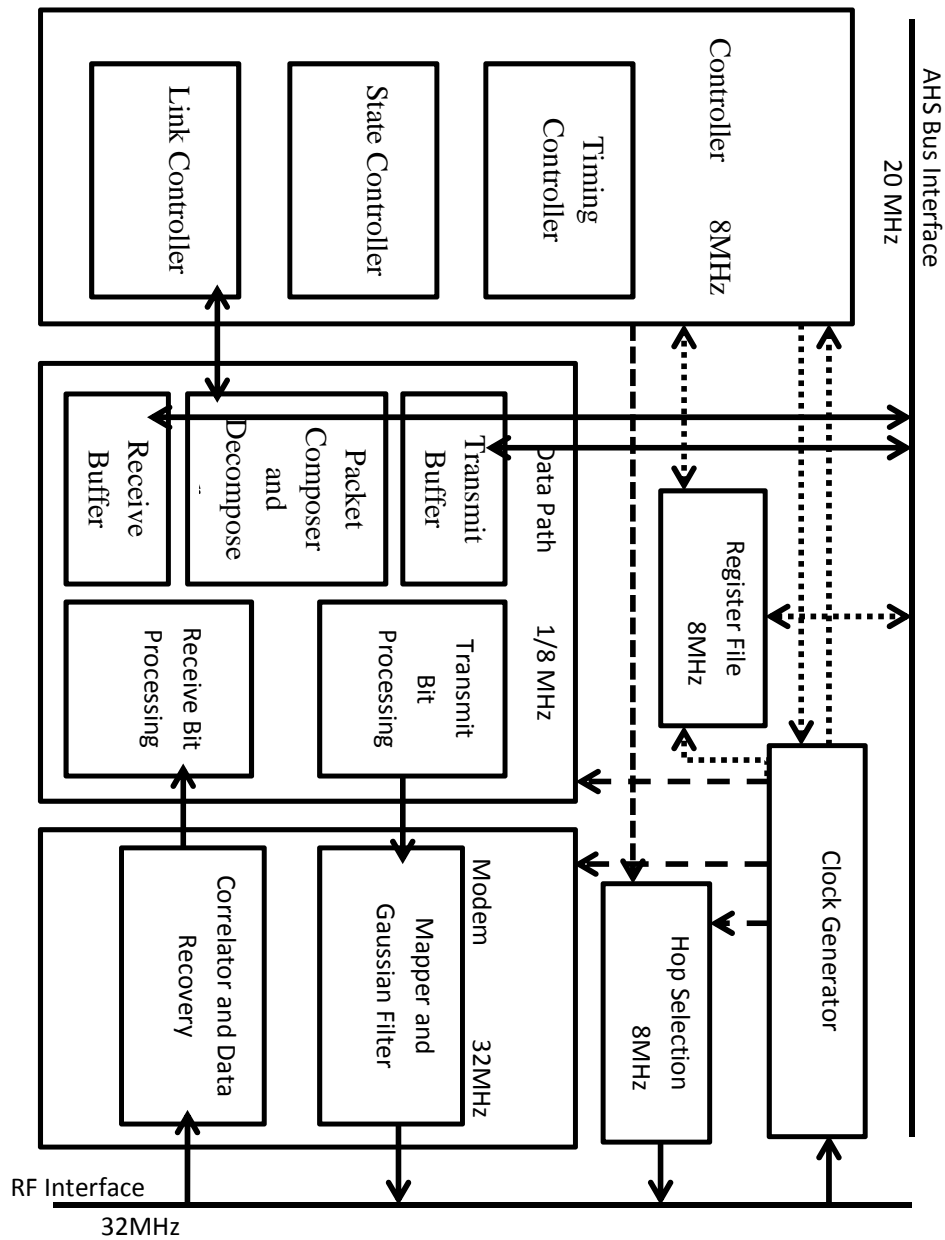 AHS Bus Interface
20 MHz
Controller 8MHz
Timing
Controller
State Controller
Link Controller
Register File
8MHz
Clock Generator
Hop Selection
8MHz
Data Path 1/8 MHz
Transmit
Buffer
Packet
Composer
and
Decompose
Receive
Buffer
Transmit
Bit
Processing
Receive Bit
Processing
Modem 32MHz
Mapper and
Gaussian Filter
Correlator and Data
Recovery
RF Interface
32MHz